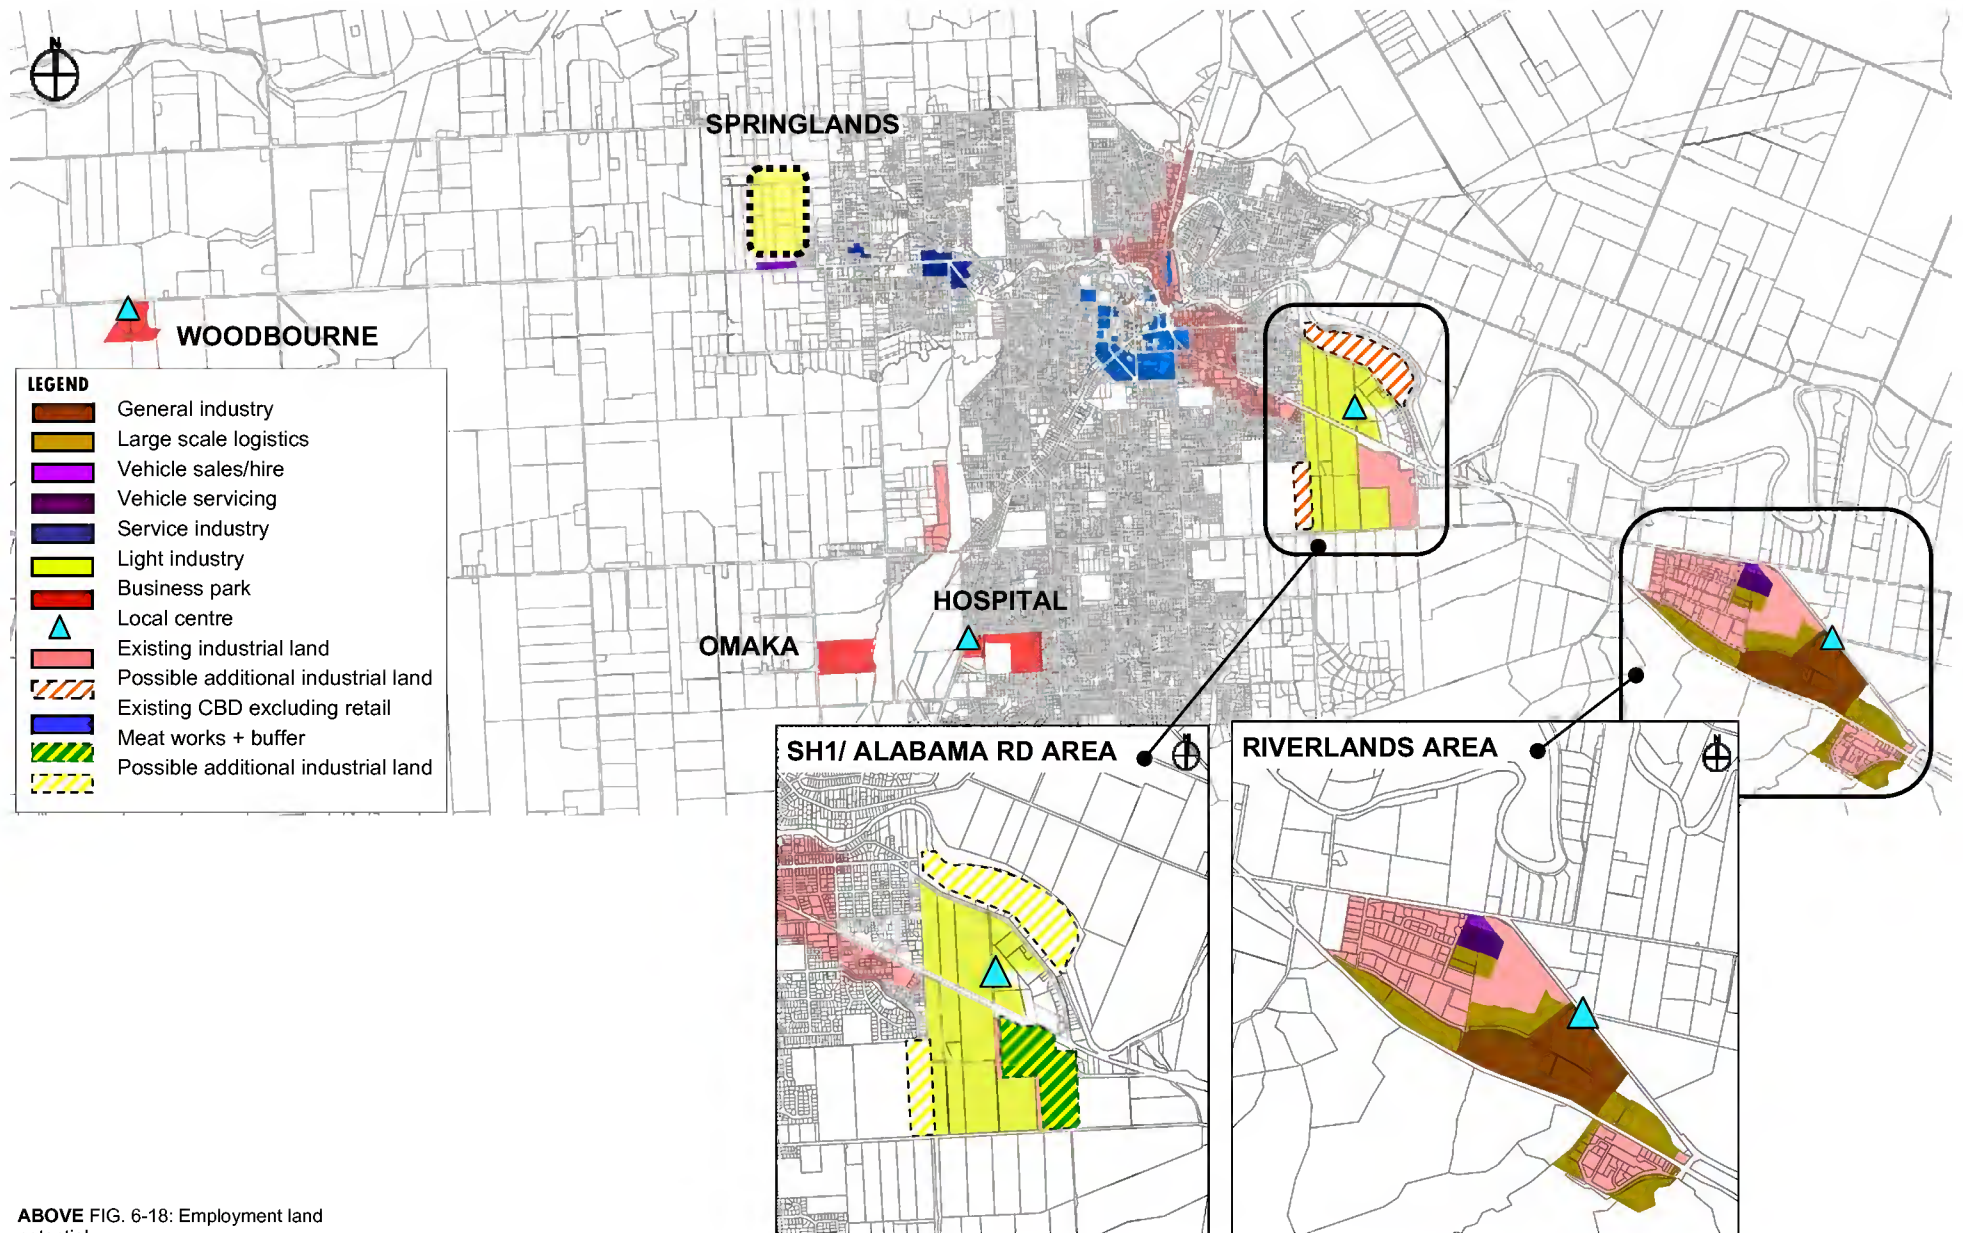 N
SPRINGLANDS
WOODBOURNE
LEGEND
General industry
Large scale logistics
Vehicle sales/hire
Vehicle servicing
Service industry
Light industry
Business park
Local centre
Existing industrial land
Possible additional industrial land
Existing CBD excluding retail
Meat works + buffer
Possible additional industrial land
HOSPITAL
OMAKA
SH1/ ALABAMA RD AREA
N
RIVERLANDS AREA
N
ABOVE FIG. 6-18: Employment land